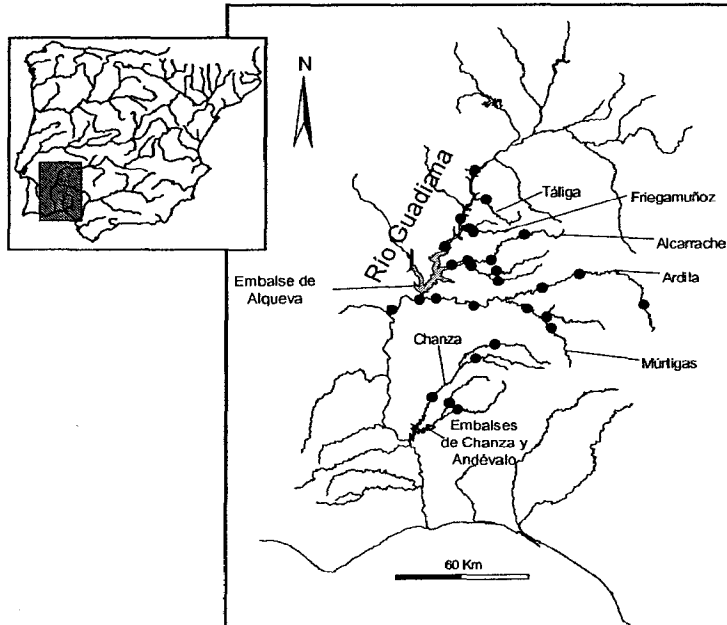 N
Río Guadiana
Táliga
Friegamuñoz
Alcarrache
Ardila
Embalse de
Alqueva
Chanza
Múrtigas
Embalses
de Chanza y
Andévalo
60 Km